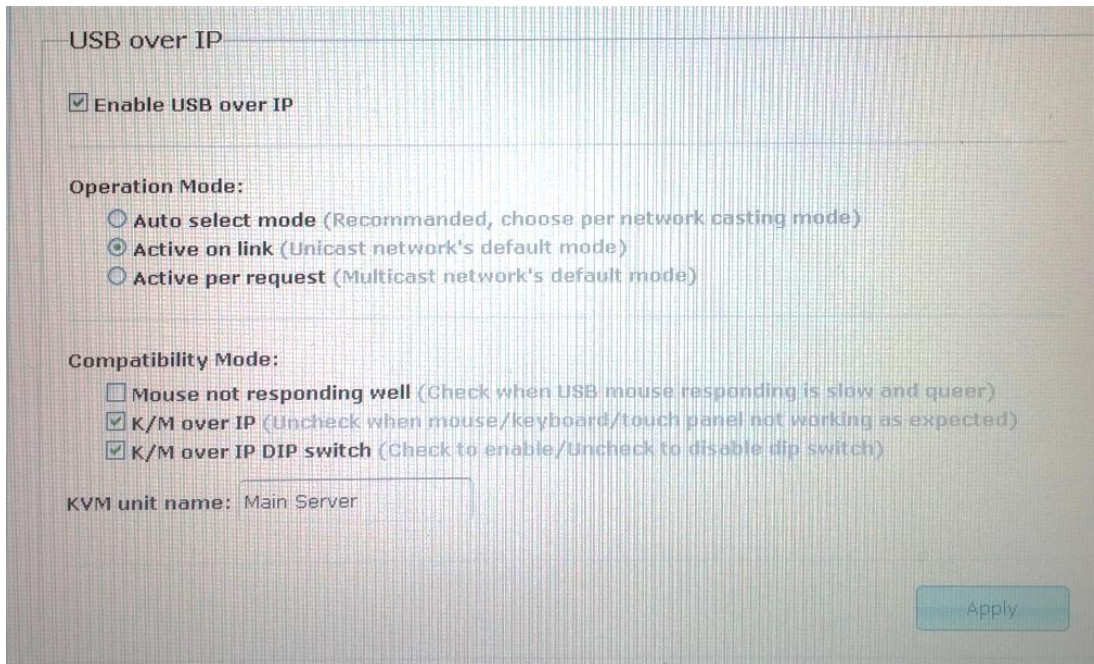 USB over IP
Enable USB over IP
Operation Mode:
Auto select mode (Recommanded, choose per network casting mode)
Active on link (Unicast network's default mode)
Active per request (Multicast network's default mode)
Compatibility Mode:
Mouse not responding well (Check when USB mouse responding is slow and queer)
K/M over IP (Uncheck when mouse/keyboard/touch panel not working as expected)
K/M over IP DIP switch (Check to enable/Uncheck to disable dip switch)
KVM unit name: Main Server
Apply